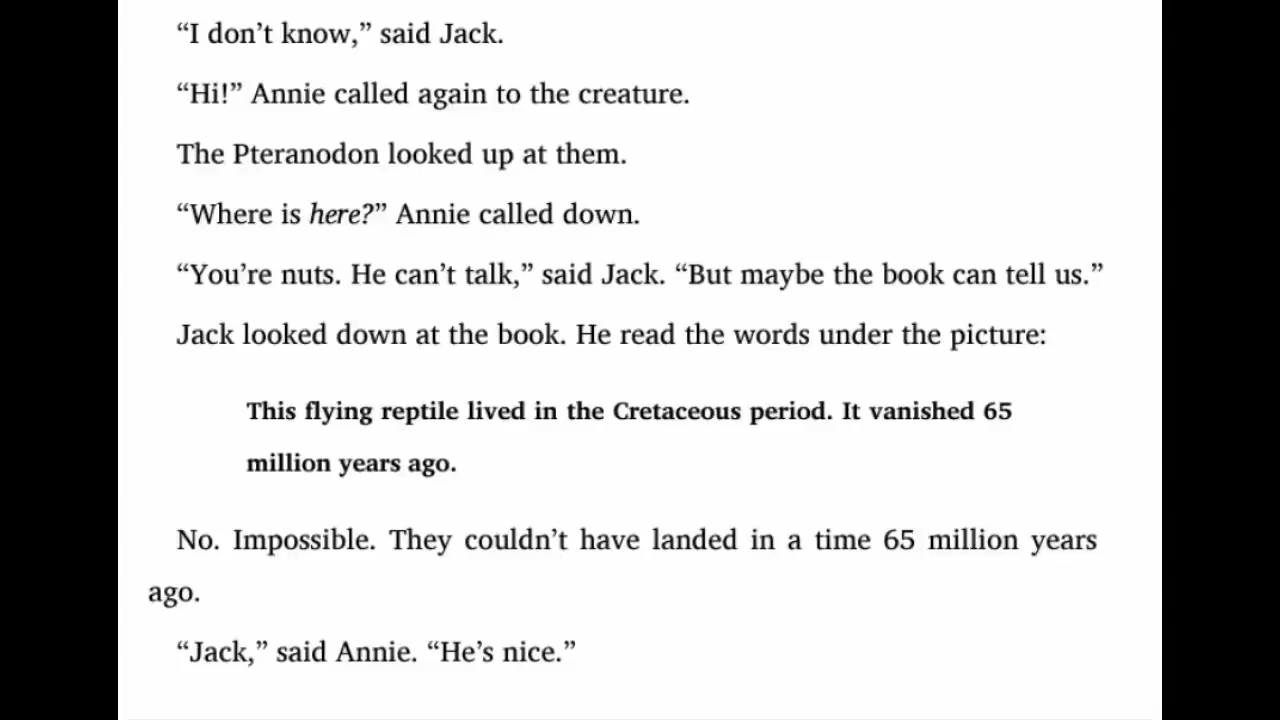 “I don’t know,” said Jack.
“Hi!” Annie called again to the creature.
The Pteranodon looked up at them.
“Where is here?” Annie called down.
“You’re nuts. He can’t talk,” said Jack. “But maybe the book can tell us.”
Jack looked down at the book. He read the words under the picture:
This flying reptile lived in the Cretaceous period. It vanished 65
million years ago.
No. Impossible. They couldn’t have landed in a time 65 million years
ago.
“Jack,” said Annie. “He’s nice.”